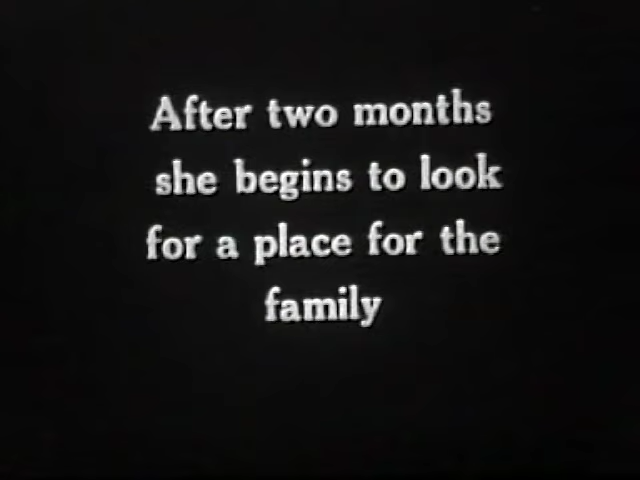 After two months
she begins to look
for a place for the
family